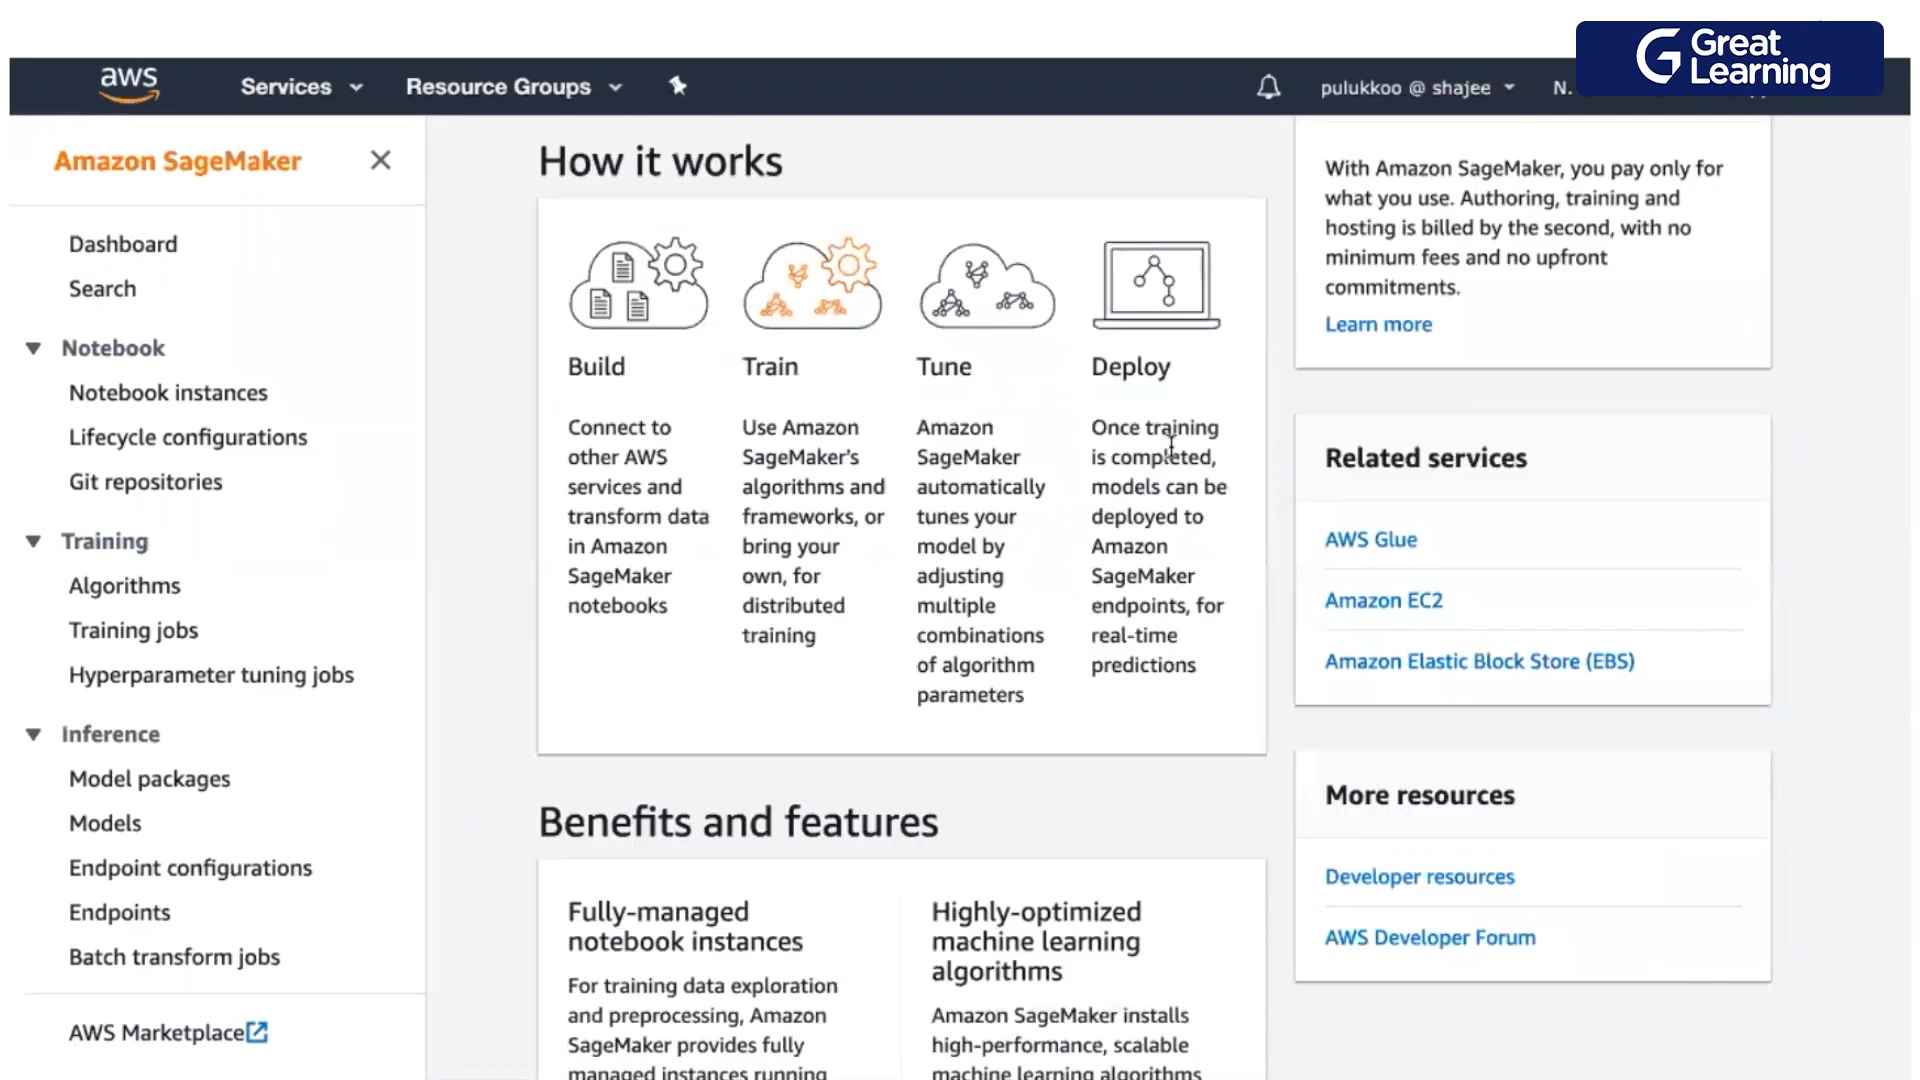 Great
Learning
aws
Services
Resource Groups
pulukkoo @ shajee
N.
Amazon SageMaker
Dashboard
Search
Notebook
Notebook instances
Lifecycle configurations
Git repositories
Training
Algorithms
Training jobs
Hyperparameter tuning jobs
Inference
Model packages
Models
Endpoint configurations
Endpoints
Batch transform jobs
AWS Marketplace
How it works
Build
Connect to
other AWS
services and
transform data
in Amazon
SageMaker
notebooks
Train
Use Amazon
SageMaker's
algorithms and
frameworks, or
bring your
own, for
distributed
training
Tune
Amazon
SageMaker
automatically
tunes your
model by
adjusting
multiple
combinations
of algorithm
parameters
Deploy
Once training
is completed,
models can be
deployed to
Amazon
SageMaker
endpoints, for
real-time
predictions
Benefits and features
Fully-managed
notebook instances
For training data exploration
and preprocessing, Amazon
SageMaker provides fully
managed instances running
Highly-optimized
machine learning
algorithms
Amazon SageMaker installs
high-performance, scalable
machine learning algorithms
With Amazon SageMaker, you pay only for
what you use. Authoring, training and
hosting is billed by the second, with no
minimum fees and no upfront
commitments.
Learn more
Related services
AWS Glue
Amazon EC2
Amazon Elastic Block Store (EBS)
More resources
Developer resources
AWS Developer Forum